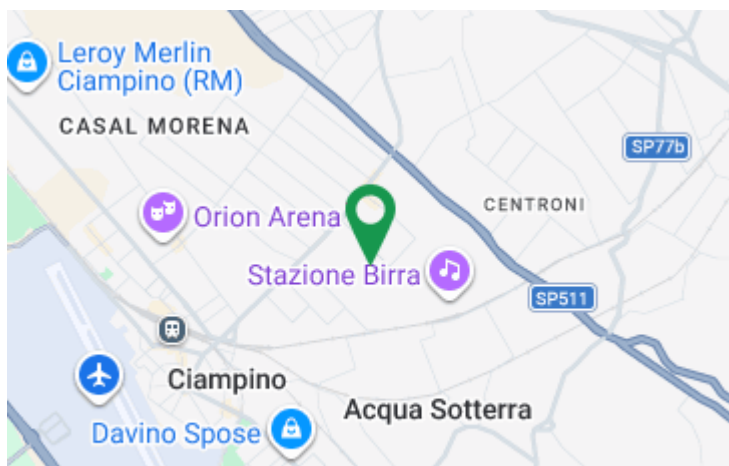 Leroy Merlin
Ciampino (RM)
CASAL MORENA
SP77b
Orion Arena
CENTRONI
Stazione Birra
SP511
Ciampino
Acqua Sotterra
Davino Spose